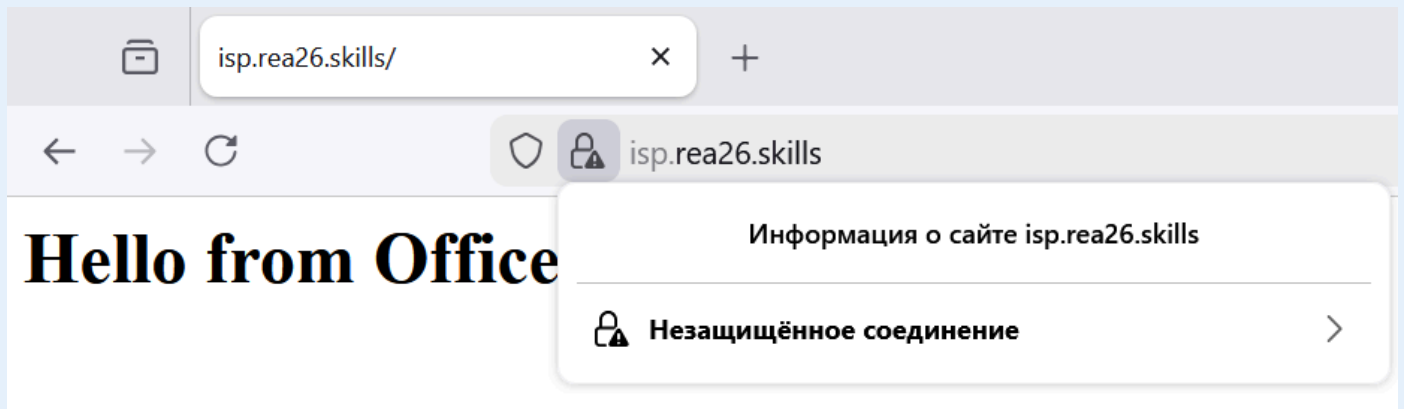 isp.rea26.skills/
isp.rea26.skills
Hello from Office
Информация о сайте isp.rea26.skills
Незащищённое соединение